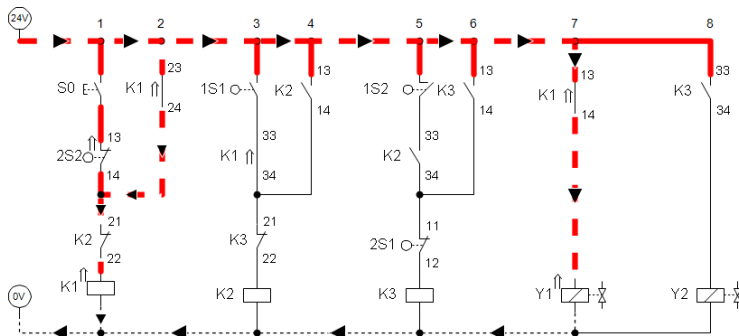 24V
1 2 3 4 5 6 7 8
23 13 13 13 33
S0 K1 1S1 K2 1S2 K3 K1 K3
24 14 14 14 34
13 33 33
2S2 K1 K2
14 34 34
21 21 11
K2 K3 2S1
22 22 12
0V K1 K2 K3 Y1 Y2